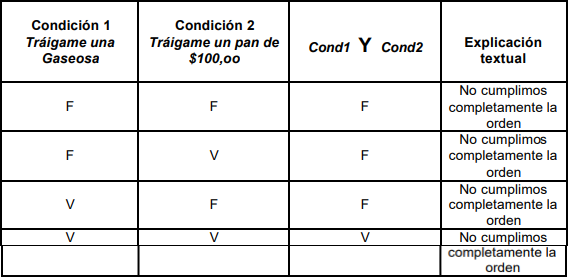 Condición 1
Tráigame una
Gaseosa
Condición 2
Tráigame un pan de
$100,oo
Cond1 Y Cond2
Explicación
textual
F
F
F
No cumplimos
completamente la
orden
F
V
F
No cumplimos
completamente la
orden
V
F
F
No cumplimos
completamente la
orden
V
V
V
No cumplimos
completamente la
orden